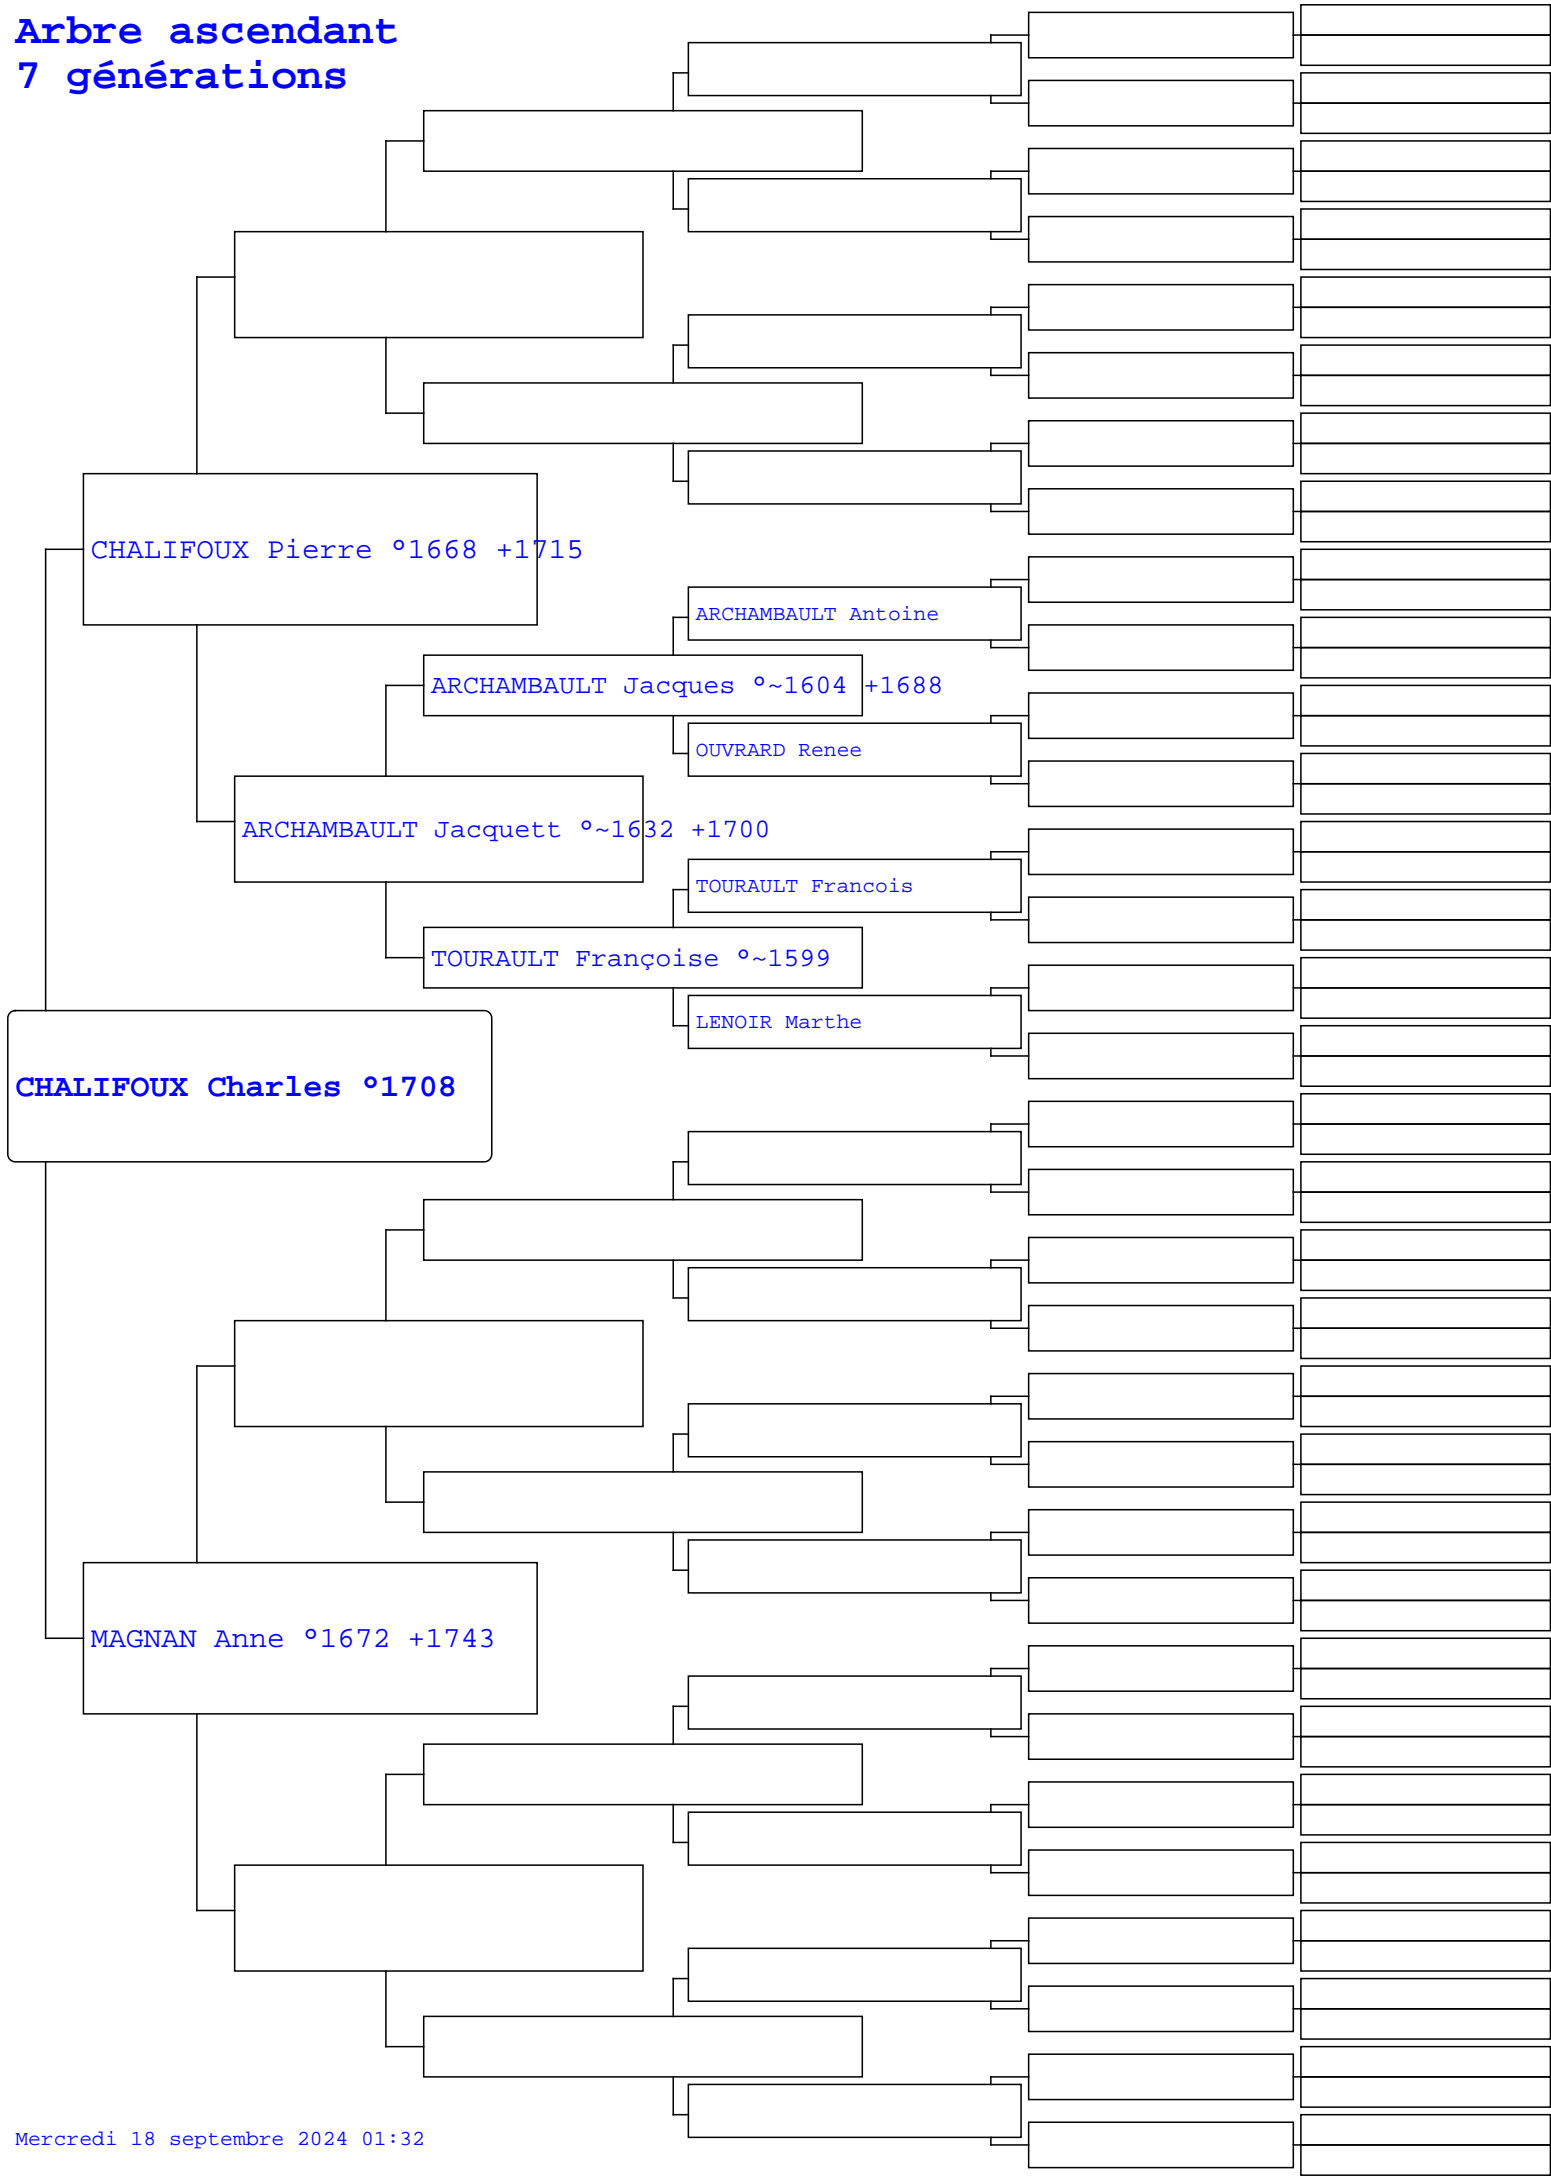 Arbre ascendant
7 générations
CHALIFOUX Pierre °1668 +1715
ARCHAMBAULT Antoine
ARCHAMBAULT Jacques °~1604 +1688
OUVRARD Renee
ARCHAMBAULT Jacquett °~1632 +1700
TOURAULT Francois
TOURAULT Françoise °~1599
LENOIR Marthe
CHALIFOUX Charles °1708
MAGNAN Anne °1672 +1743
Mercredi 18 septembre 2024 01:32